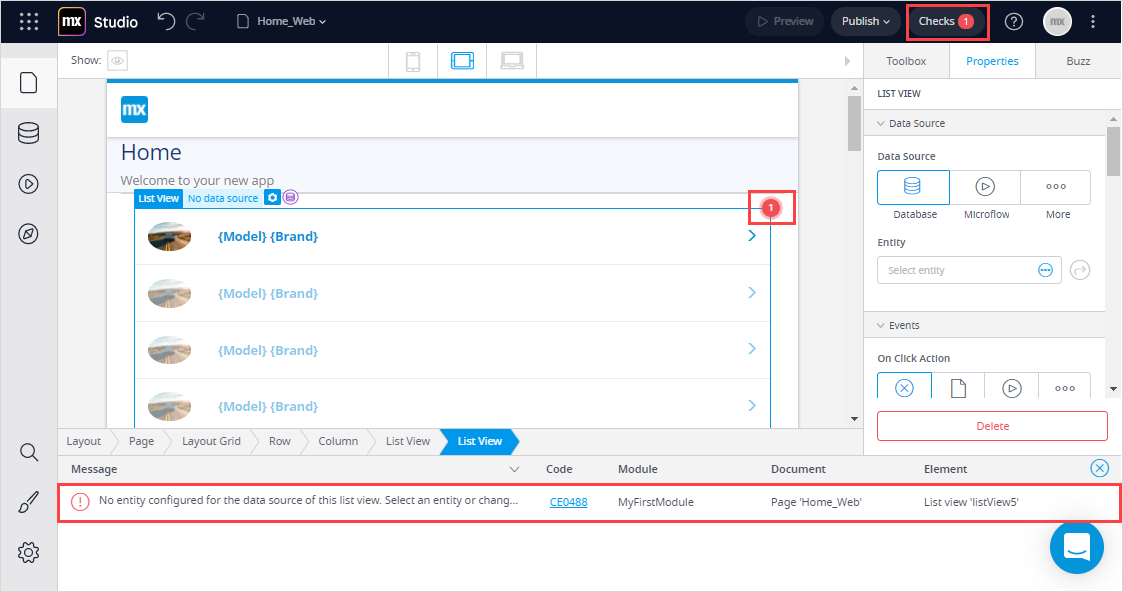 mx Studio Home_Web Preview Publish Checks 1 ? mx
Show: Toolbox Properties Buzz
LIST VIEW
mx
Data Source
Home
Welcome to your new app
Data Source
List View No data source
1
Database Microflow More
{Model} {Brand}
Entity
Select entity
{Model} {Brand}
Events
{Model} {Brand}
On Click Action
{Model} {Brand}
Delete
Layout Page Layout Grid Row Column List View List View
Message Code Module Document Element
No entity configured for the data source of this list view. Select an entity or chang... CE0488 MyFirstModule Page 'Home_Web' List view 'listView5'